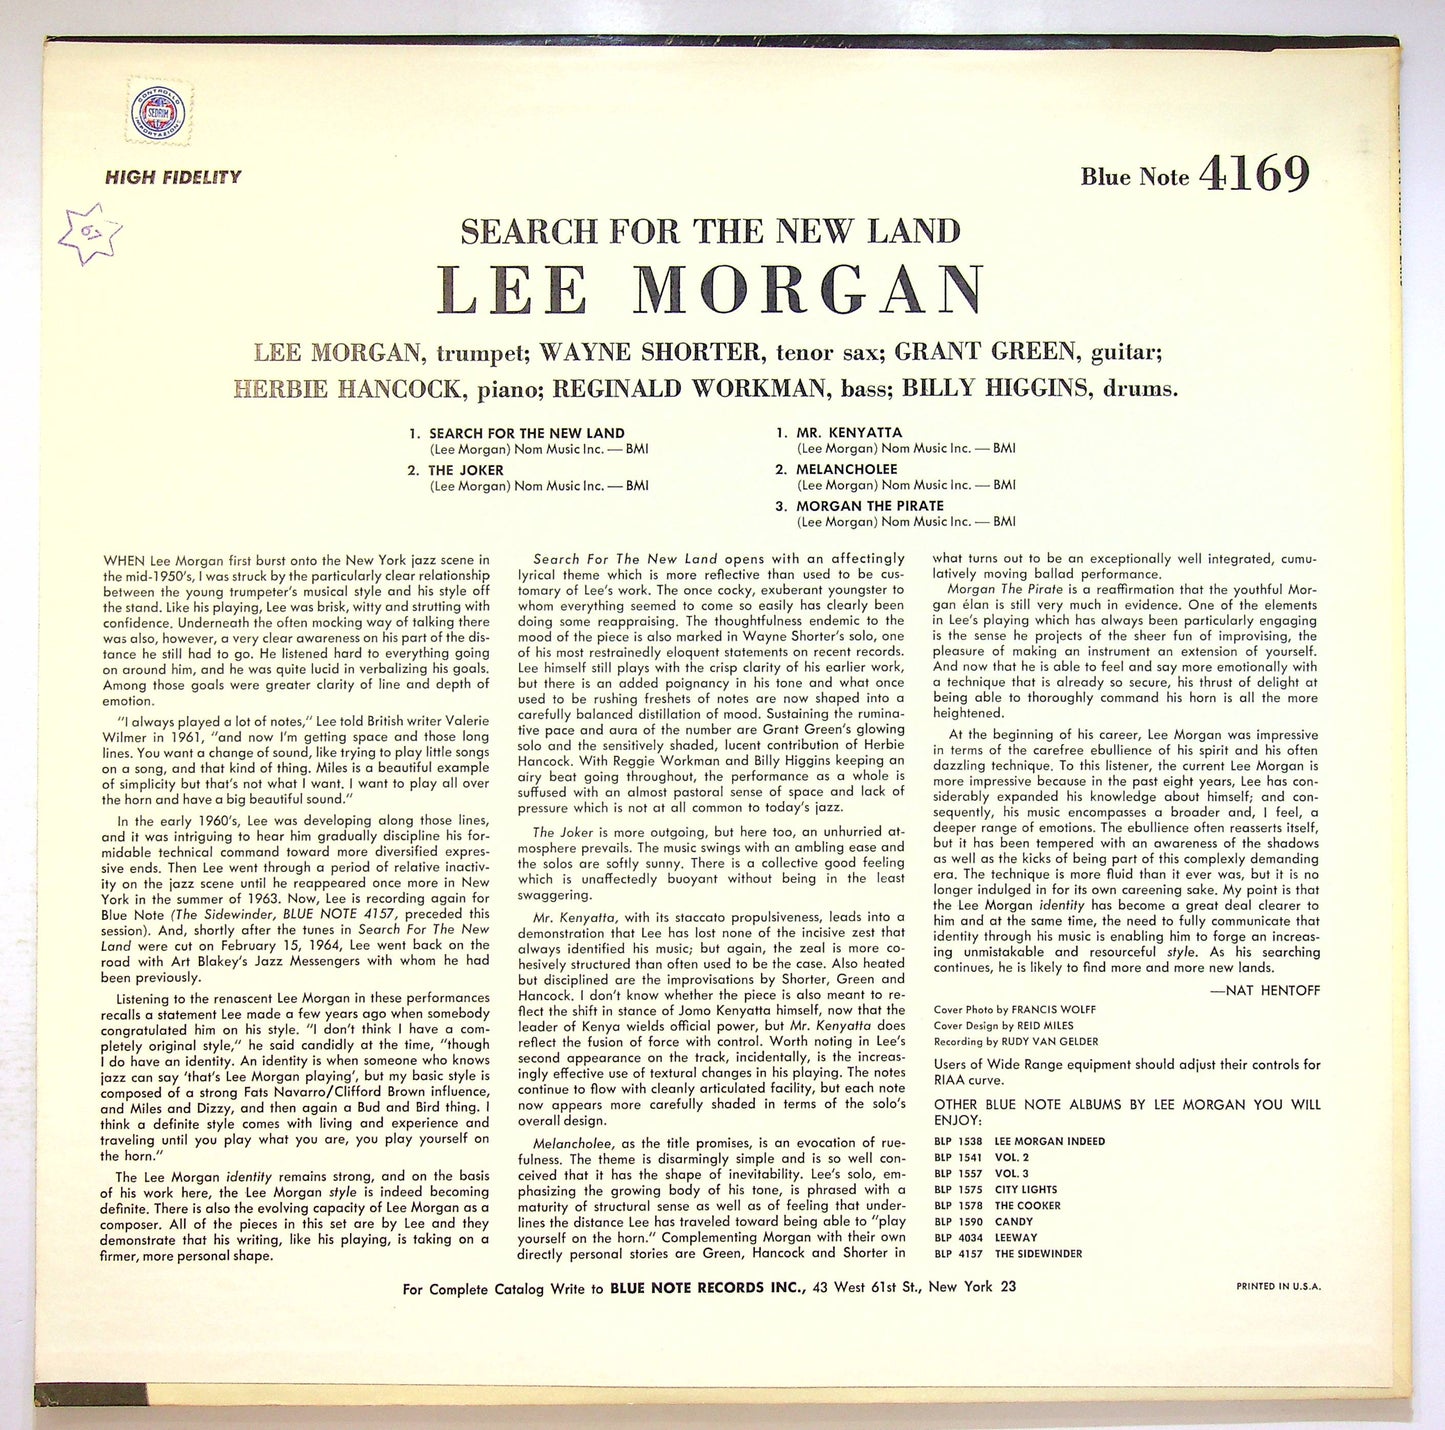 CONTROLLO
SEDRIM
IMPORTAZIONE
HIGH FIDELITY
Blue Note 4169
67
SEARCH FOR THE NEW LAND
LEE MORGAN
LEE MORGAN, trumpet; WAYNE SHORTER, tenor sax; GRANT GREEN, guitar;
HERBIE HANCOCK, piano; REGINALD WORKMAN, bass; BILLY HIGGINS, drums.
1. SEARCH FOR THE NEW LAND
(Lee Morgan) Nom Music Inc. — BMI
2. THE JOKER
(Lee Morgan) Nom Music Inc. — BMI
1. MR. KENYATTA
(Lee Morgan) Nom Music Inc. — BMI
2. MELANCHOLEE
(Lee Morgan) Nom Music Inc. — BMI
3. MORGAN THE PIRATE
(Lee Morgan) Nom Music Inc. — BMI
WHEN Lee Morgan first burst onto the New York jazz scene in
the mid-1950's, I was struck by the particularly clear relationship
between the young trumpeter's musical style and his style off
the stand. Like his playing, Lee was brisk, witty and strutting with
confidence. Underneath the often mocking way of talking there
was also, however, a very clear awareness on his part of the dis-
tance he still had to go. He listened hard to everything going
on around him, and he was quite lucid in verbalizing his goals.
Among those goals were greater clarity of line and depth of
emotion.
"I always played a lot of notes," Lee told British writer Valerie
Wilmer in 1961, "and now I'm getting space and those long
lines. You want a change of sound, like trying to play little songs
on a song, and that kind of thing. Miles is a beautiful example
of simplicity but that's not what I want. I want to play all over
the horn and have a big beautiful sound."
In the early 1960's, Lee was developing along those lines,
and it was intriguing to hear him gradually discipline his for-
midable technical command toward more diversified expres-
sive ends. Then Lee went through a period of relative inactiv-
ity on the jazz scene until he reappeared once more in New
York in the summer of 1963. Now, Lee is recording again for
Blue Note (The Sidewinder, BLUE NOTE 4157, preceded this
session). And, shortly after the tunes in Search For The New
Land were cut on February 15, 1964, Lee went back on the
road with Art Blakey's Jazz Messengers with whom he had
been previously.
Listening to the renascent Lee Morgan in these performances
recalls a statement Lee made a few years ago when somebody
congratulated him on his style. "I don't think I have a com-
pletely original style," he said candidly at the time, "though
I do have an identity. An identity is when someone who knows
jazz can say 'that's Lee Morgan playing', but my basic style is
composed of a strong Fats Navarro/Clifford Brown influence,
and Miles and Dizzy, and then again a Bud and Bird thing. I
think a definite style comes with living and experience and
traveling until you play what you are, you play yourself on
the horn."
The Lee Morgan identity remains strong, and on the basis
of his work here, the Lee Morgan style is indeed becoming
definite. There is also the evolving capacity of Lee Morgan as a
composer. All of the pieces in this set are by Lee and they
demonstrate that his writing, like his playing, is taking on a
firmer, more personal shape.
Search For The New Land opens with an affectingly
lyrical theme which is more reflective than used to be cus-
tomary of Lee's work. The once cocky, exuberant youngster to
whom everything seemed to come so easily has clearly been
doing some reappraising. The thoughtfulness endemic to the
mood of the piece is also marked in Wayne Shorter's solo, one
of his most restrainedly eloquent statements on recent records.
Lee himself still plays with the crisp clarity of his earlier work,
but there is an added poignancy in his tone and what once
used to be rushing freshets of notes are now shaped into a
carefully balanced distillation of mood. Sustaining the rumina-
tive pace and aura of the number are Grant Green's glowing
solo and the sensitively shaded, lucent contribution of Herbie
Hancock. With Reggie Workman and Billy Higgins keeping an
airy beat going throughout, the performance as a whole is
suffused with an almost pastoral sense of space and lack of
pressure which is not at all common to today's jazz.
The Joker is more outgoing, but here too, an unhurried at-
mosphere prevails. The music swings with an ambling ease and
the solos are softly sunny. There is a collective good feeling
which is unaffectedly buoyant without being in the least
swaggering.
Mr. Kenyatta, with its staccato propulsiveness, leads into a
demonstration that Lee has lost none of the incisive zest that
always identified his music; but again, the zeal is more co-
hesively structured than often used to be the case. Also heated
but disciplined are the improvisations by Shorter, Green and
Hancock. I don't know whether the piece is also meant to re-
flect the shift in stance of Jomo Kenyatta himself, now that the
leader of Kenya wields official power, but Mr. Kenyatta does
reflect the fusion of force with control. Worth noting in Lee's
second appearance on the track, incidentally, is the increas-
ingly effective use of textural changes in his playing. The notes
continue to flow with cleanly articulated facility, but each note
now appears more carefully shaded in terms of the solo's
overall design.
Melancholee, as the title promises, is an evocation of rue-
fulness. The theme is disarmingly simple and is so well con-
ceived that it has the shape of inevitability. Lee's solo, em-
phasizing the growing body of his tone, is phrased with a
maturity of structural sense as well as of feeling that under-
lines the distance Lee has traveled toward being able to "play
yourself on the horn." Complementing Morgan with their own
directly personal stories are Green, Hancock and Shorter in
what turns out to be an exceptionally well integrated, cumu-
latively moving ballad performance.
Morgan The Pirate is a reaffirmation that the youthful Mor-
gan élan is still very much in evidence. One of the elements
in Lee's playing which has always been particularly engaging
is the sense he projects of the sheer fun of improvising, the
pleasure of making an instrument an extension of yourself.
And now that he is able to feel and say more emotionally with
a technique that is already so secure, his thrust of delight at
being able to thoroughly command his horn is all the more
heightened.
At the beginning of his career, Lee Morgan was impressive
in terms of the carefree ebullience of his spirit and his often
dazzling technique. To this listener, the current Lee Morgan is
more impressive because in the past eight years, Lee has con-
siderably expanded his knowledge about himself; and con-
sequently, his music encompasses a broader and, I feel, a
deeper range of emotions. The ebullience often reasserts itself,
but it has been tempered with an awareness of the shadows
as well as the kicks of being part of this complexly demanding
era. The technique is more fluid than it ever was, but it is no
longer indulged in for its own careening sake. My point is that
the Lee Morgan identity has become a great deal clearer to
him and at the same time, the need to fully communicate that
identity through his music is enabling him to forge an increas-
ing unmistakable and resourceful style. As his searching
continues, he is likely to find more and more new lands.
—NAT HENTOFF
Cover Photo by FRANCIS WOLFF
Cover Design by REID MILES
Recording by RUDY VAN GELDER
Users of Wide Range equipment should adjust their controls for
RIAA curve.
OTHER BLUE NOTE ALBUMS BY LEE MORGAN YOU WILL
ENJOY:
BLP 1538 LEE MORGAN INDEED
BLP 1541 VOL. 2
BLP 1557 VOL. 3
BLP 1575 CITY LIGHTS
BLP 1578 THE COOKER
BLP 1590 CANDY
BLP 4034 LEEWAY
BLP 4157 THE SIDEWINDER
For Complete Catalog Write to BLUE NOTE RECORDS INC., 43 West 61st St., New York 23
PRINTED IN U.S.A.